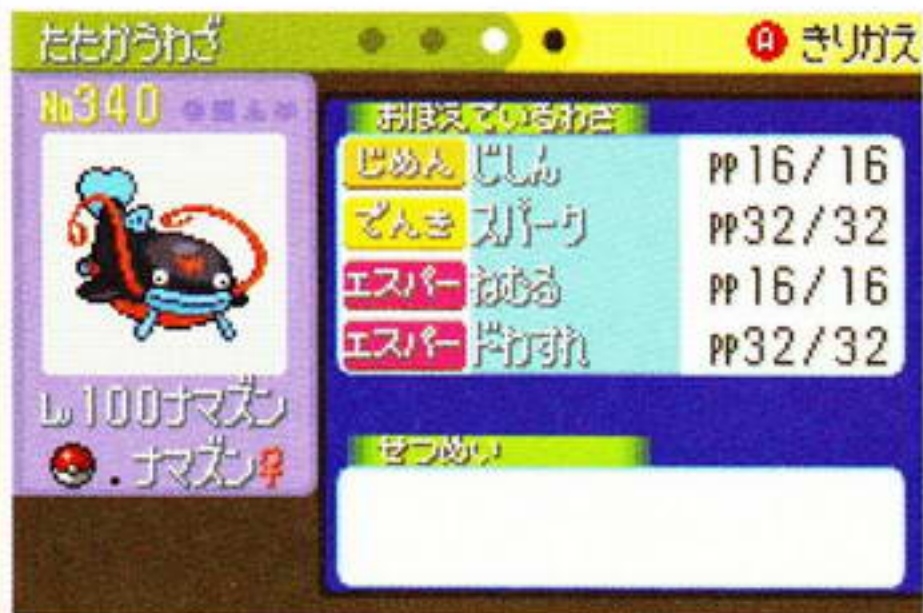 たたかうわざ
A きりかえ
No340
Lv100ナマズン
.ナマズン♀
おぼえているわざ
じめん じしん PP16/16
でんき スパーク PP32/32
エスパー ねむる PP16/16
エスパー ドわすれ PP32/32
せつめい